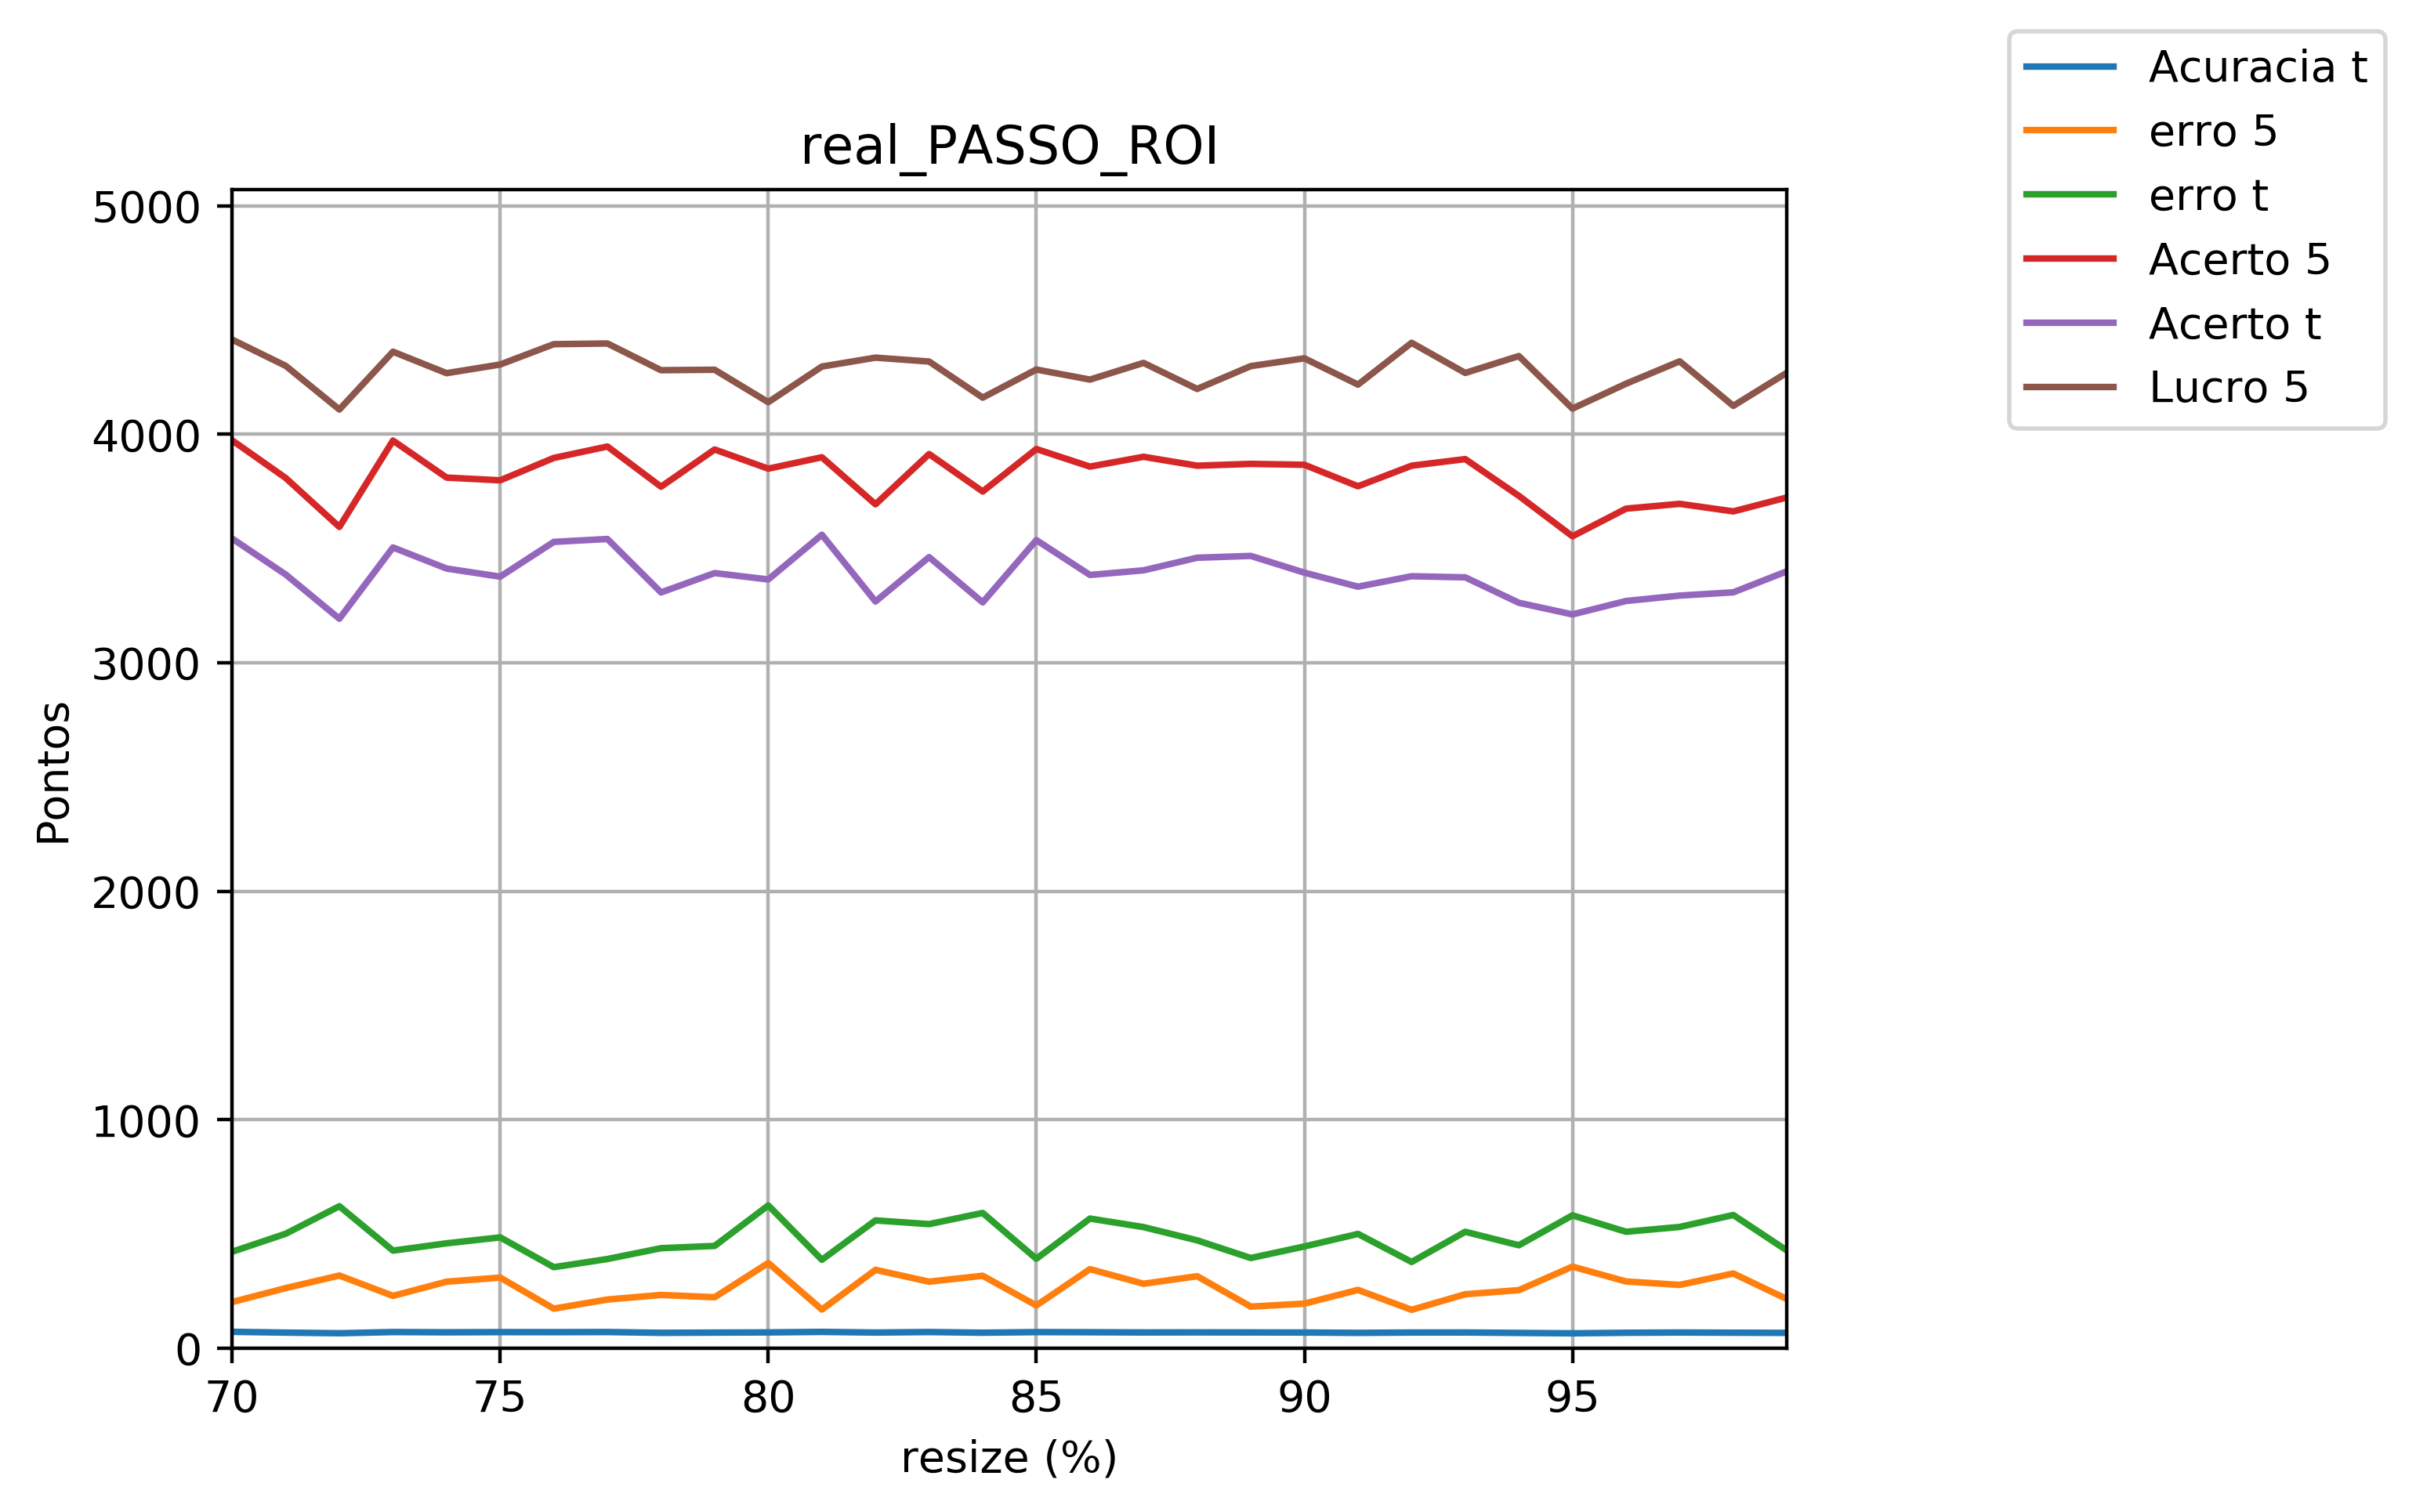 real_PASSO_ROI
Acuracia t
erro 5
erro t
Acerto 5
Acerto t
Lucro 5
Pontos
5000
4000
3000
2000
1000
0
70 75 80 85 90 95
resize (%)